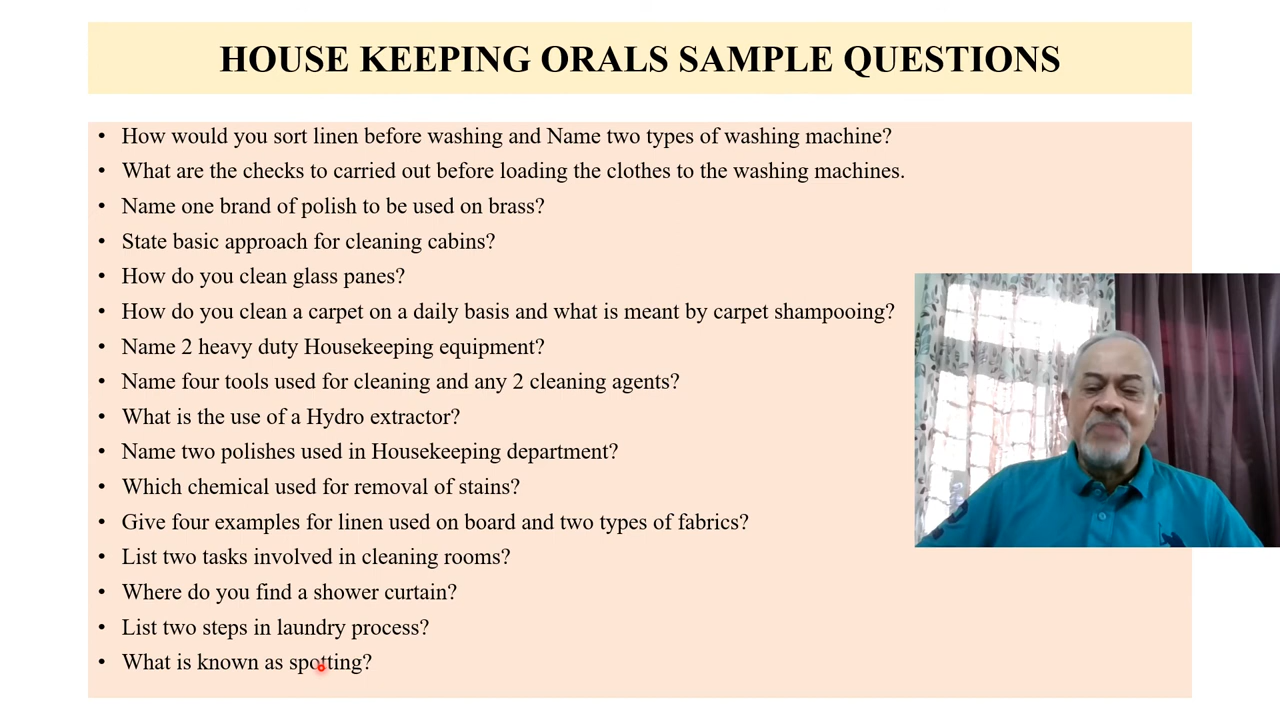 HOUSE KEEPING ORALS SAMPLE QUESTIONS
• How would you sort linen before washing and Name two types of washing machine?
• What are the checks to carried out before loading the clothes to the washing machines.
• Name one brand of polish to be used on brass?
• State basic approach for cleaning cabins?
• How do you clean glass panes?
• How do you clean a carpet on a daily basis and what is meant by carpet shampooing?
• Name 2 heavy duty Housekeeping equipment?
• Name four tools used for cleaning and any 2 cleaning agents?
• What is the use of a Hydro extractor?
• Name two polishes used in Housekeeping department?
• Which chemical used for removal of stains?
• Give four examples for linen used on board and two types of fabrics?
• List two tasks involved in cleaning rooms?
• Where do you find a shower curtain?
• List two steps in laundry process?
• What is known as spotting?